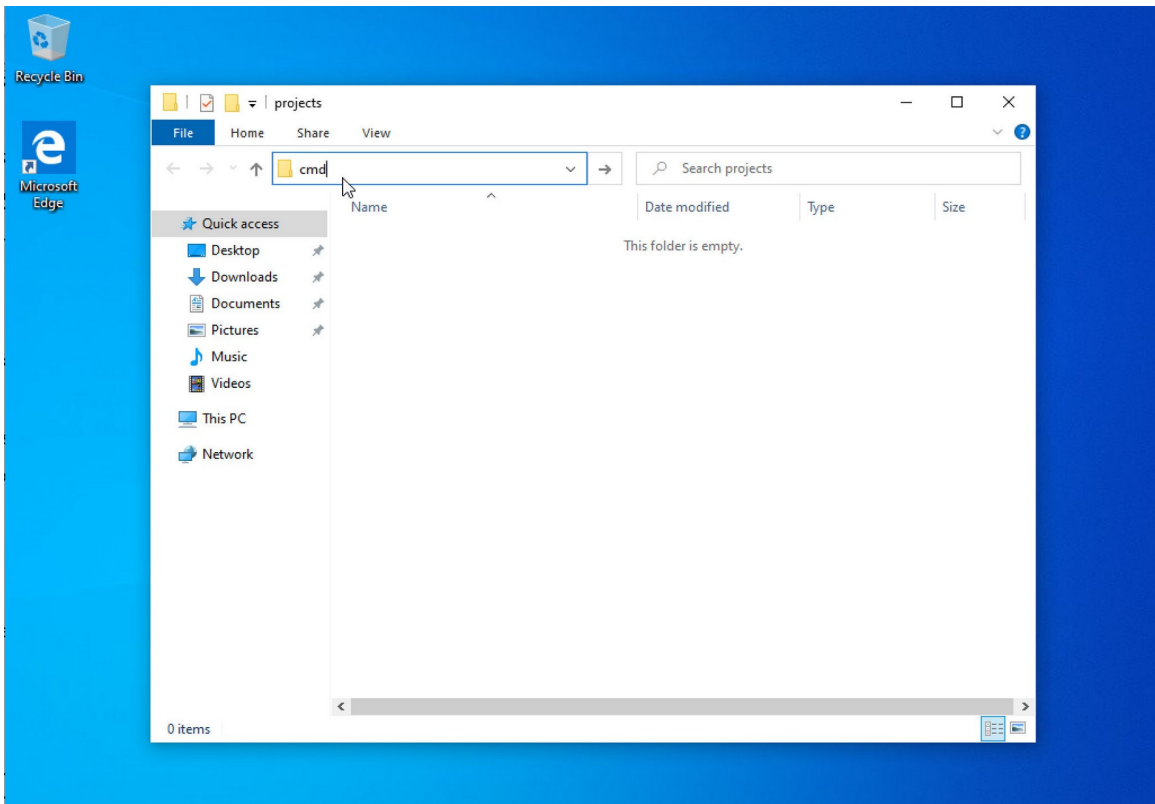 Recycle Bin
Microsoft
Edge
projects
File Home Share View
cmd
Search projects
Name Date modified Type Size
This folder is empty.
Quick access
Desktop
Downloads
Documents
Pictures
Music
Videos
This PC
Network
0 items